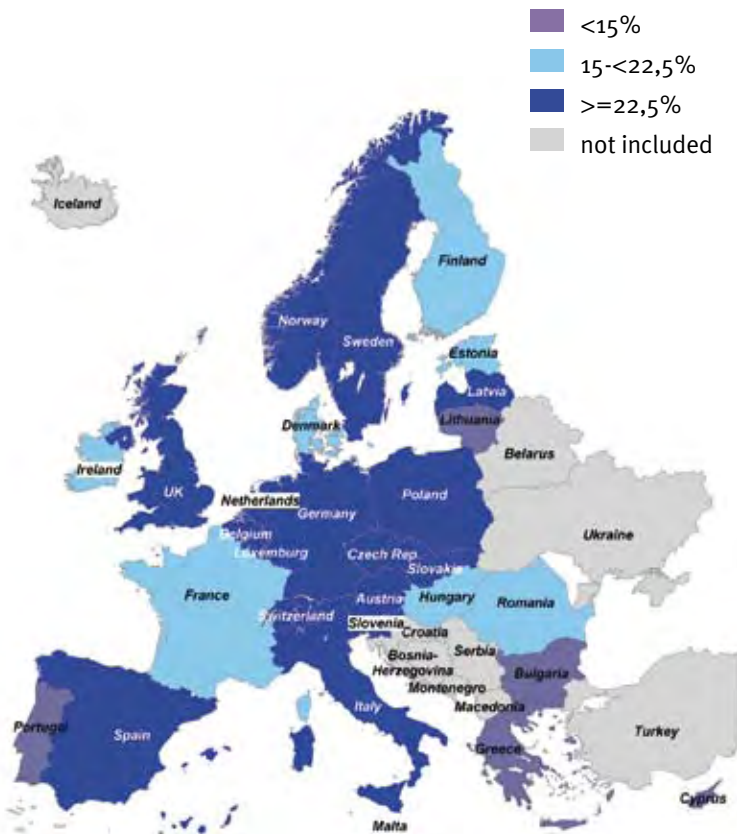 <15%
15-<22,5%
>=22,5%
not included
Iceland
Finland
Norway
Sweden
Estonia
Latvia
Lithuania
Denmark
Belarus
Ireland
UK
Netherlands
Poland
Germany
Belgium
Ukraine
Luxemburg
Czech Rep.
Slovakia
France
Austria
Hungary
Romania
Switzerland
Slovenia
Croatia
Serbia
Bosnia-
Herzegovina
Bulgaria
Montenegro
Macedonia
Italy
Portugal
Spain
Greece
Turkey
Cyprus
Malta